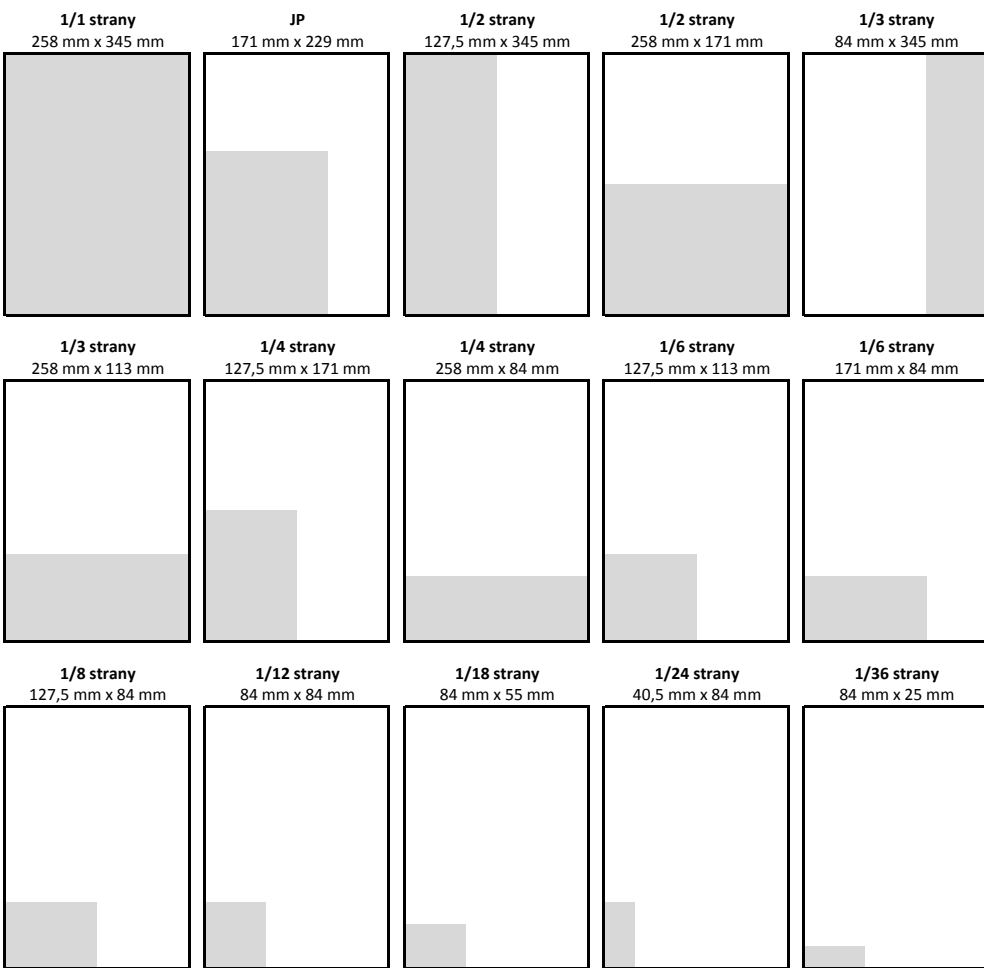 1/1 strany
258 mm x 345 mm
JP
171 mm x 229 mm
1/2 strany
127,5 mm x 345 mm
1/2 strany
258 mm x 171 mm
1/3 strany
84 mm x 345 mm
1/3 strany
258 mm x 113 mm
1/4 strany
127,5 mm x 171 mm
1/4 strany
258 mm x 84 mm
1/6 strany
127,5 mm x 113 mm
1/6 strany
171 mm x 84 mm
1/8 strany
127,5 mm x 84 mm
1/12 strany
84 mm x 84 mm
1/18 strany
84 mm x 55 mm
1/24 strany
40,5 mm x 84 mm
1/36 strany
84 mm x 25 mm